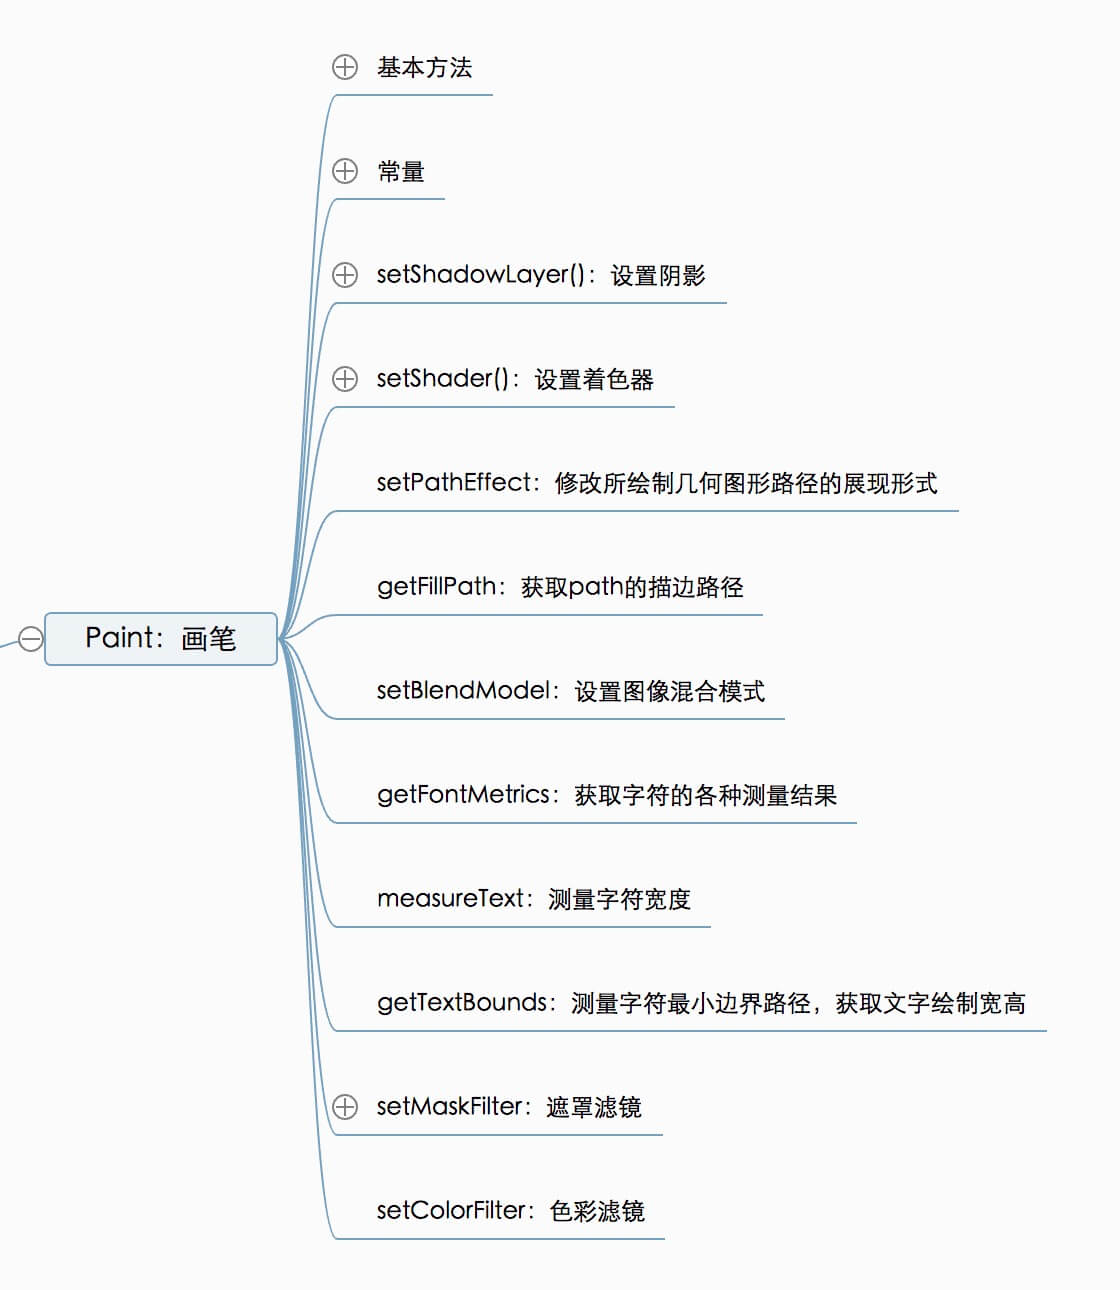 基本方法
常量
setShadowLayer()：设置阴影
setShader()：设置着色器
setPathEffect：修改所绘制几何图形路径的展现形式
getFillPath：获取path的描边路径
Paint：画笔
setBlendModel：设置图像混合模式
getFontMetrics：获取字符的各种测量结果
measureText：测量字符宽度
getTextBounds：测量字符最小边界路径，获取文字绘制宽高
setMaskFilter：遮罩滤镜
setColorFilter：色彩滤镜